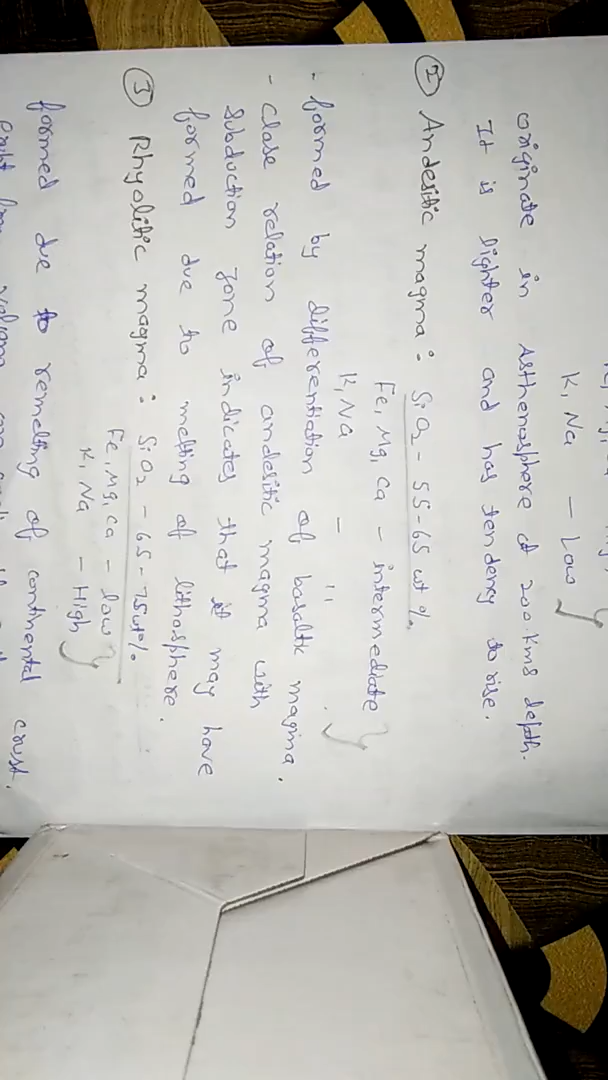 K, Na - Low }
originate in Asthenosphere at 200 kms depth.
It is lighter and has tendency to rise.
② Andesitic magma : SiO2 - 55-65 wt %.
Fe, Mg, Ca - intermediate }
K, Na - "
- formed by differentiation of basaltic magma.
- Close relation of andesitic magma with
subduction zone indicates that it may have
formed due to melting of lithosphere.
③ Rhyolitic magma : SiO2 - 65-75 wt%
Fe, Mg, Ca - low }
K, Na - High
formed due to remelting of continental crust.